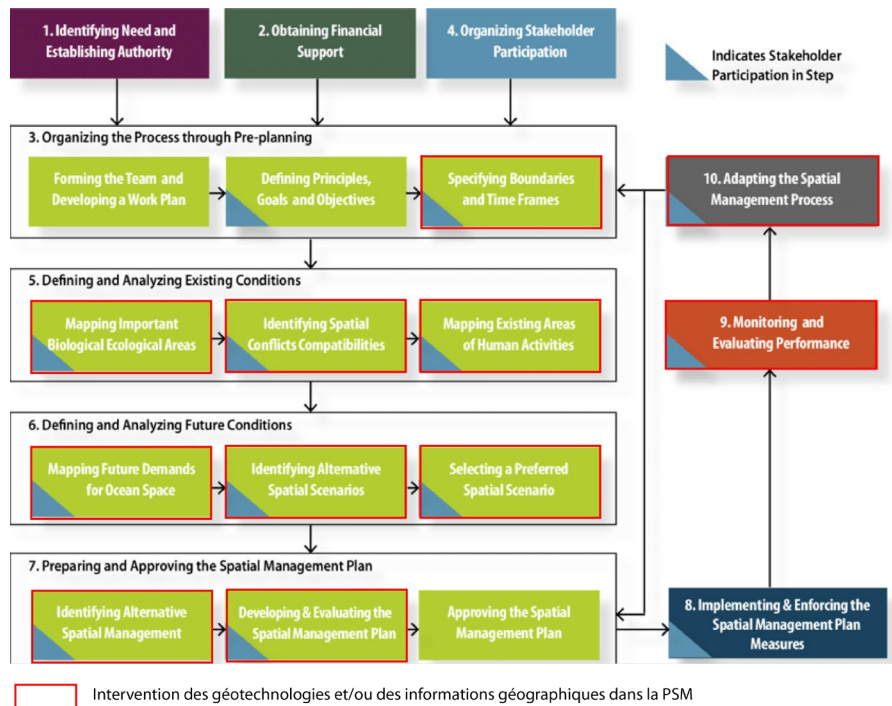 1. Identifying Need and
Establishing Authority
2. Obtaining Financial
Support
4. Organizing Stakeholder
Participation
Indicates Stakeholder
Participation in Step
3. Organizing the Process through Pre-planning
Forming the Team and
Developing a Work Plan
Defining Principles,
Goals and Objectives
Specifying Boundaries
and Time Frames
10. Adapting the Spatial
Management Process
5. Defining and Analyzing Existing Conditions
Mapping Important
Biological Ecological Areas
Identifying Spatial
Conflicts Compatibilities
Mapping Existing Areas
of Human Activities
9. Monitoring and
Evaluating Performance
6. Defining and Analyzing Future Conditions
Mapping Future Demands
for Ocean Space
Identifying Alternative
Spatial Scenarios
Selecting a Preferred
Spatial Scenario
7. Preparing and Approving the Spatial Management Plan
Identifying Alternative
Spatial Management
Developing & Evaluating the
Spatial Management Plan
Approving the Spatial
Management Plan
8. Implementing & Enforcing the
Spatial Management Plan
Measures
Intervention des géotechnologies et/ou des informations géographiques dans la PSM